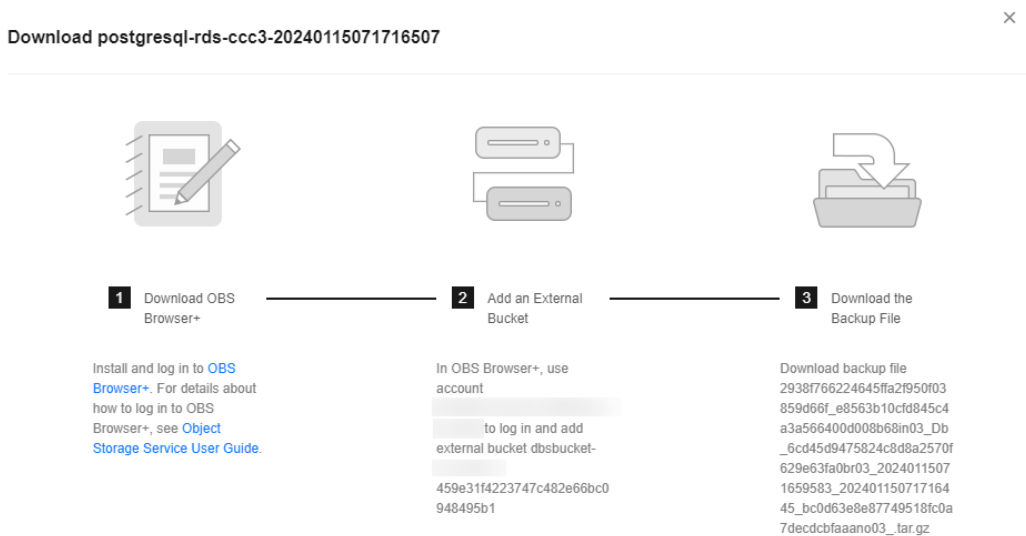 Download postgresql-rds-ccc3-20240115071716507
1 Download OBS
Browser+
2 Add an External
Bucket
3 Download the
Backup File
Install and log in to OBS
Browser+. For details about
how to log in to OBS
Browser+, see Object
Storage Service User Guide.
In OBS Browser+, use
account
to log in and add
external bucket dbsbucket-
459e31f4223747c482e66bc0
948495b1
Download backup file
2938f766224645ffa2f950f03
859d66f_e8563b10cfd845c4
a3a566400d008b68in03_Db
_6cd45d9475824c8d8a2570f
629e63fa0br03_2024011507
1659583_202401150717164
45_bc0d63e8e87749518fc0a
7decdcbfaaano03_.tar.gz